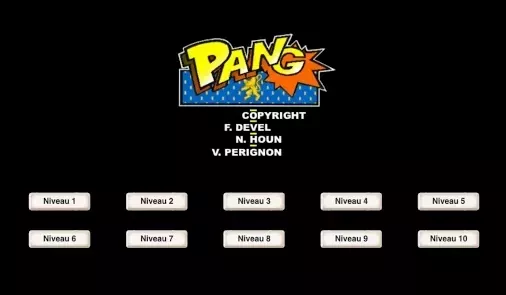 PANG
COPYRIGHT
F. DEVEL
N. HOUN
V. PERIGNON
Niveau 1 Niveau 2 Niveau 3 Niveau 4 Niveau 5
Niveau 6 Niveau 7 Niveau 8 Niveau 9 Niveau 10